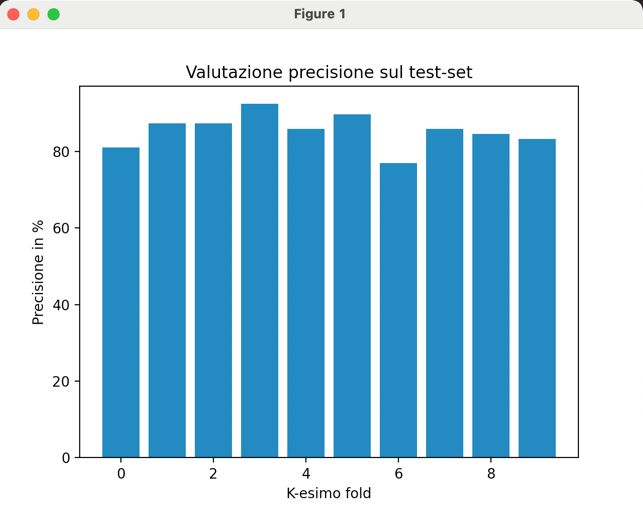 Figure 1
Valutazione precisione sul test-set
Precisione in %
80
60
40
20
0
0 2 4 6 8
K-esimo fold